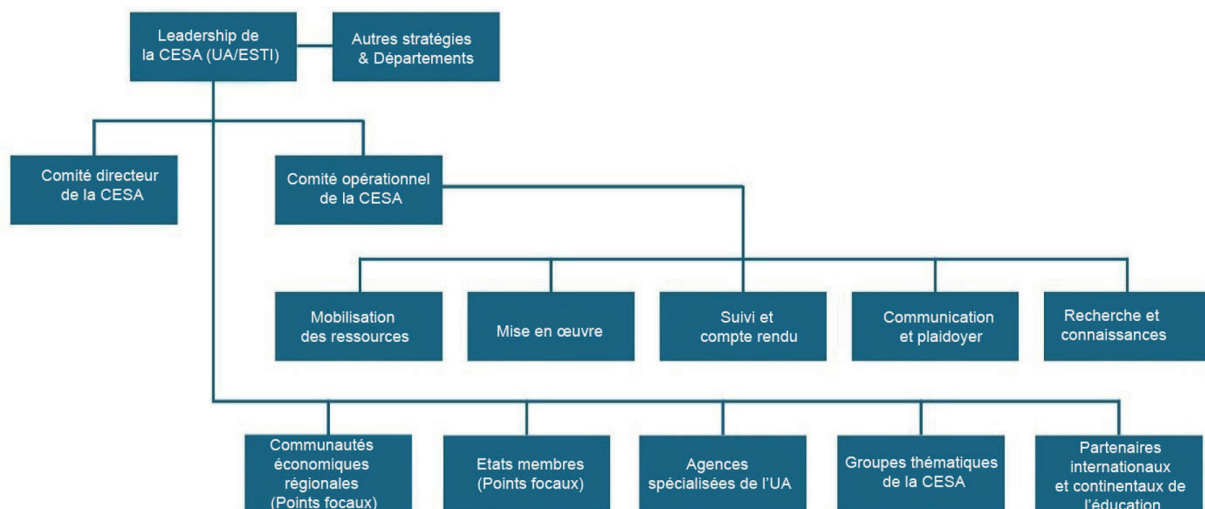 Leadership de
la CESA (UA/ESTI)
Autres stratégies
& Départements
Comité directeur
de la CESA
Comité opérationnel
de la CESA
Mobilisation
des ressources
Mise en œuvre
Suivi et
compte rendu
Communication
et plaidoyer
Recherche et
connaissances
Communautés
économiques
régionales
(Points focaux)
Etats membres
(Points focaux)
Agences
spécialisées de l'UA
Groupes thématiques
de la CESA
Partenaires
internationaux
et continentaux de
l'éducation